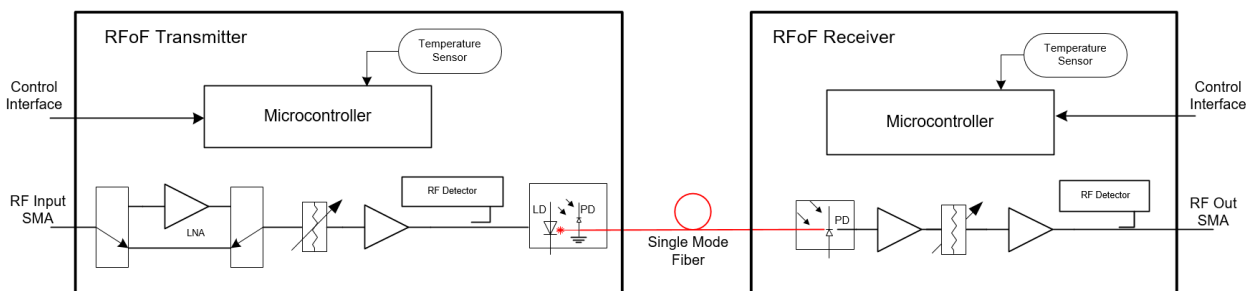 RFoF Transmitter
Temperature
Sensor
Control
Interface
Microcontroller
RF Input
SMA
LNA
RF Detector
LD
PD
Single Mode
Fiber
RFoF Receiver
Temperature
Sensor
Control
Interface
Microcontroller
PD
RF Detector
RF Out
SMA